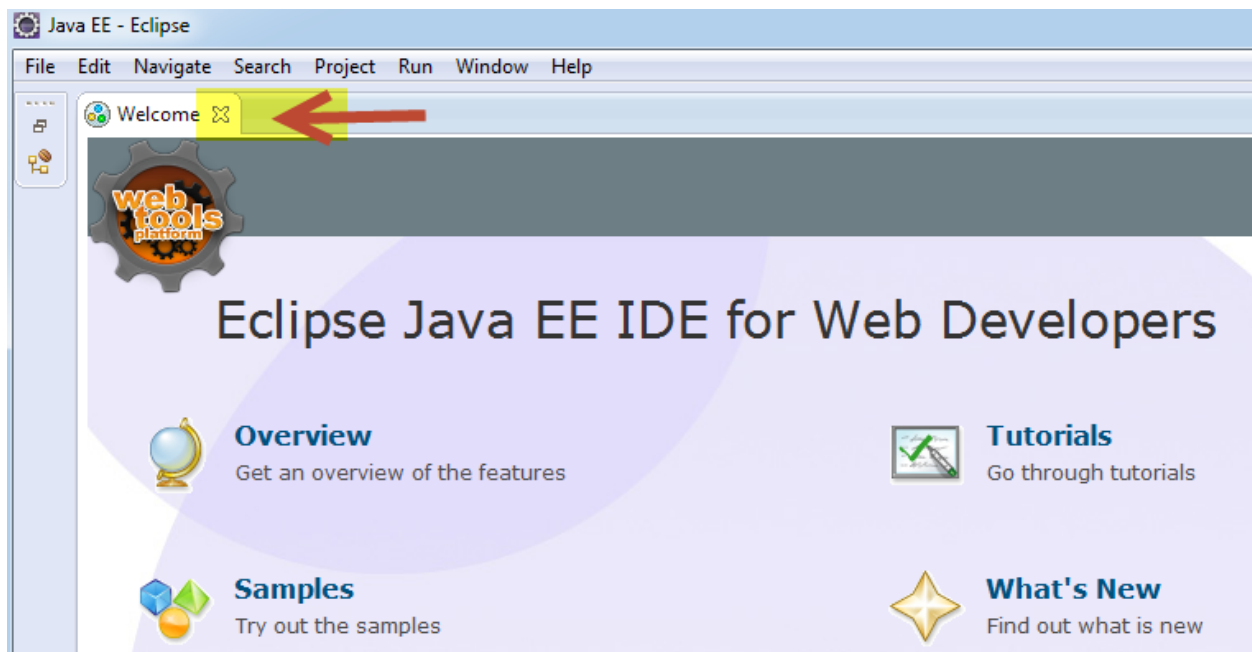 Java EE - Eclipse
File Edit Navigate Search Project Run Window Help
Welcome
web
tools
platform
Eclipse Java EE IDE for Web Developers
Overview
Get an overview of the features
Tutorials
Go through tutorials
Samples
Try out the samples
What's New
Find out what is new